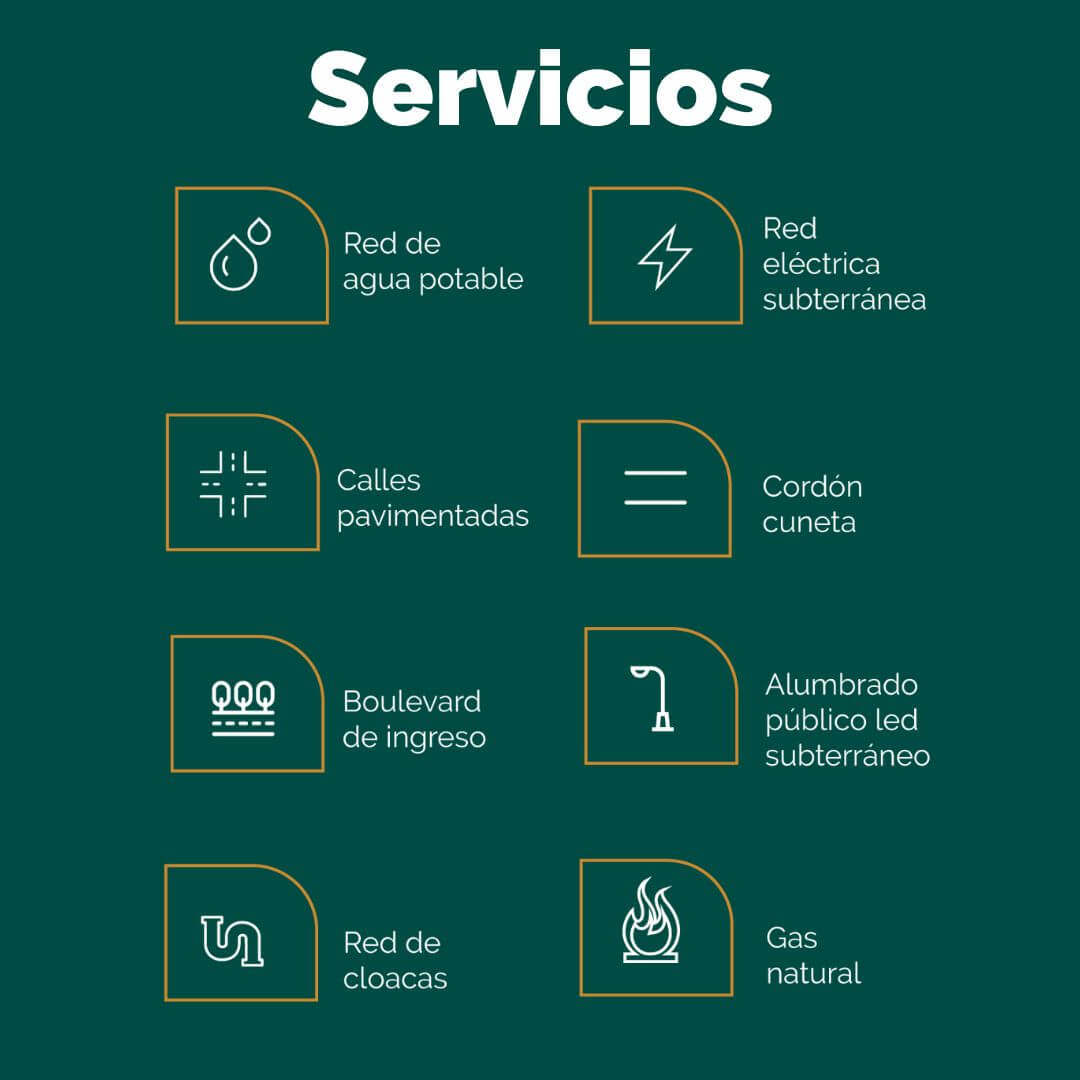 Servicios
Red de
agua potable
Red
eléctrica
subterránea
Calles
pavimentadas
Cordón
cuneta
Boulevard
de ingreso
Alumbrado
público led
subterráneo
Red de
cloacas
Gas
natural